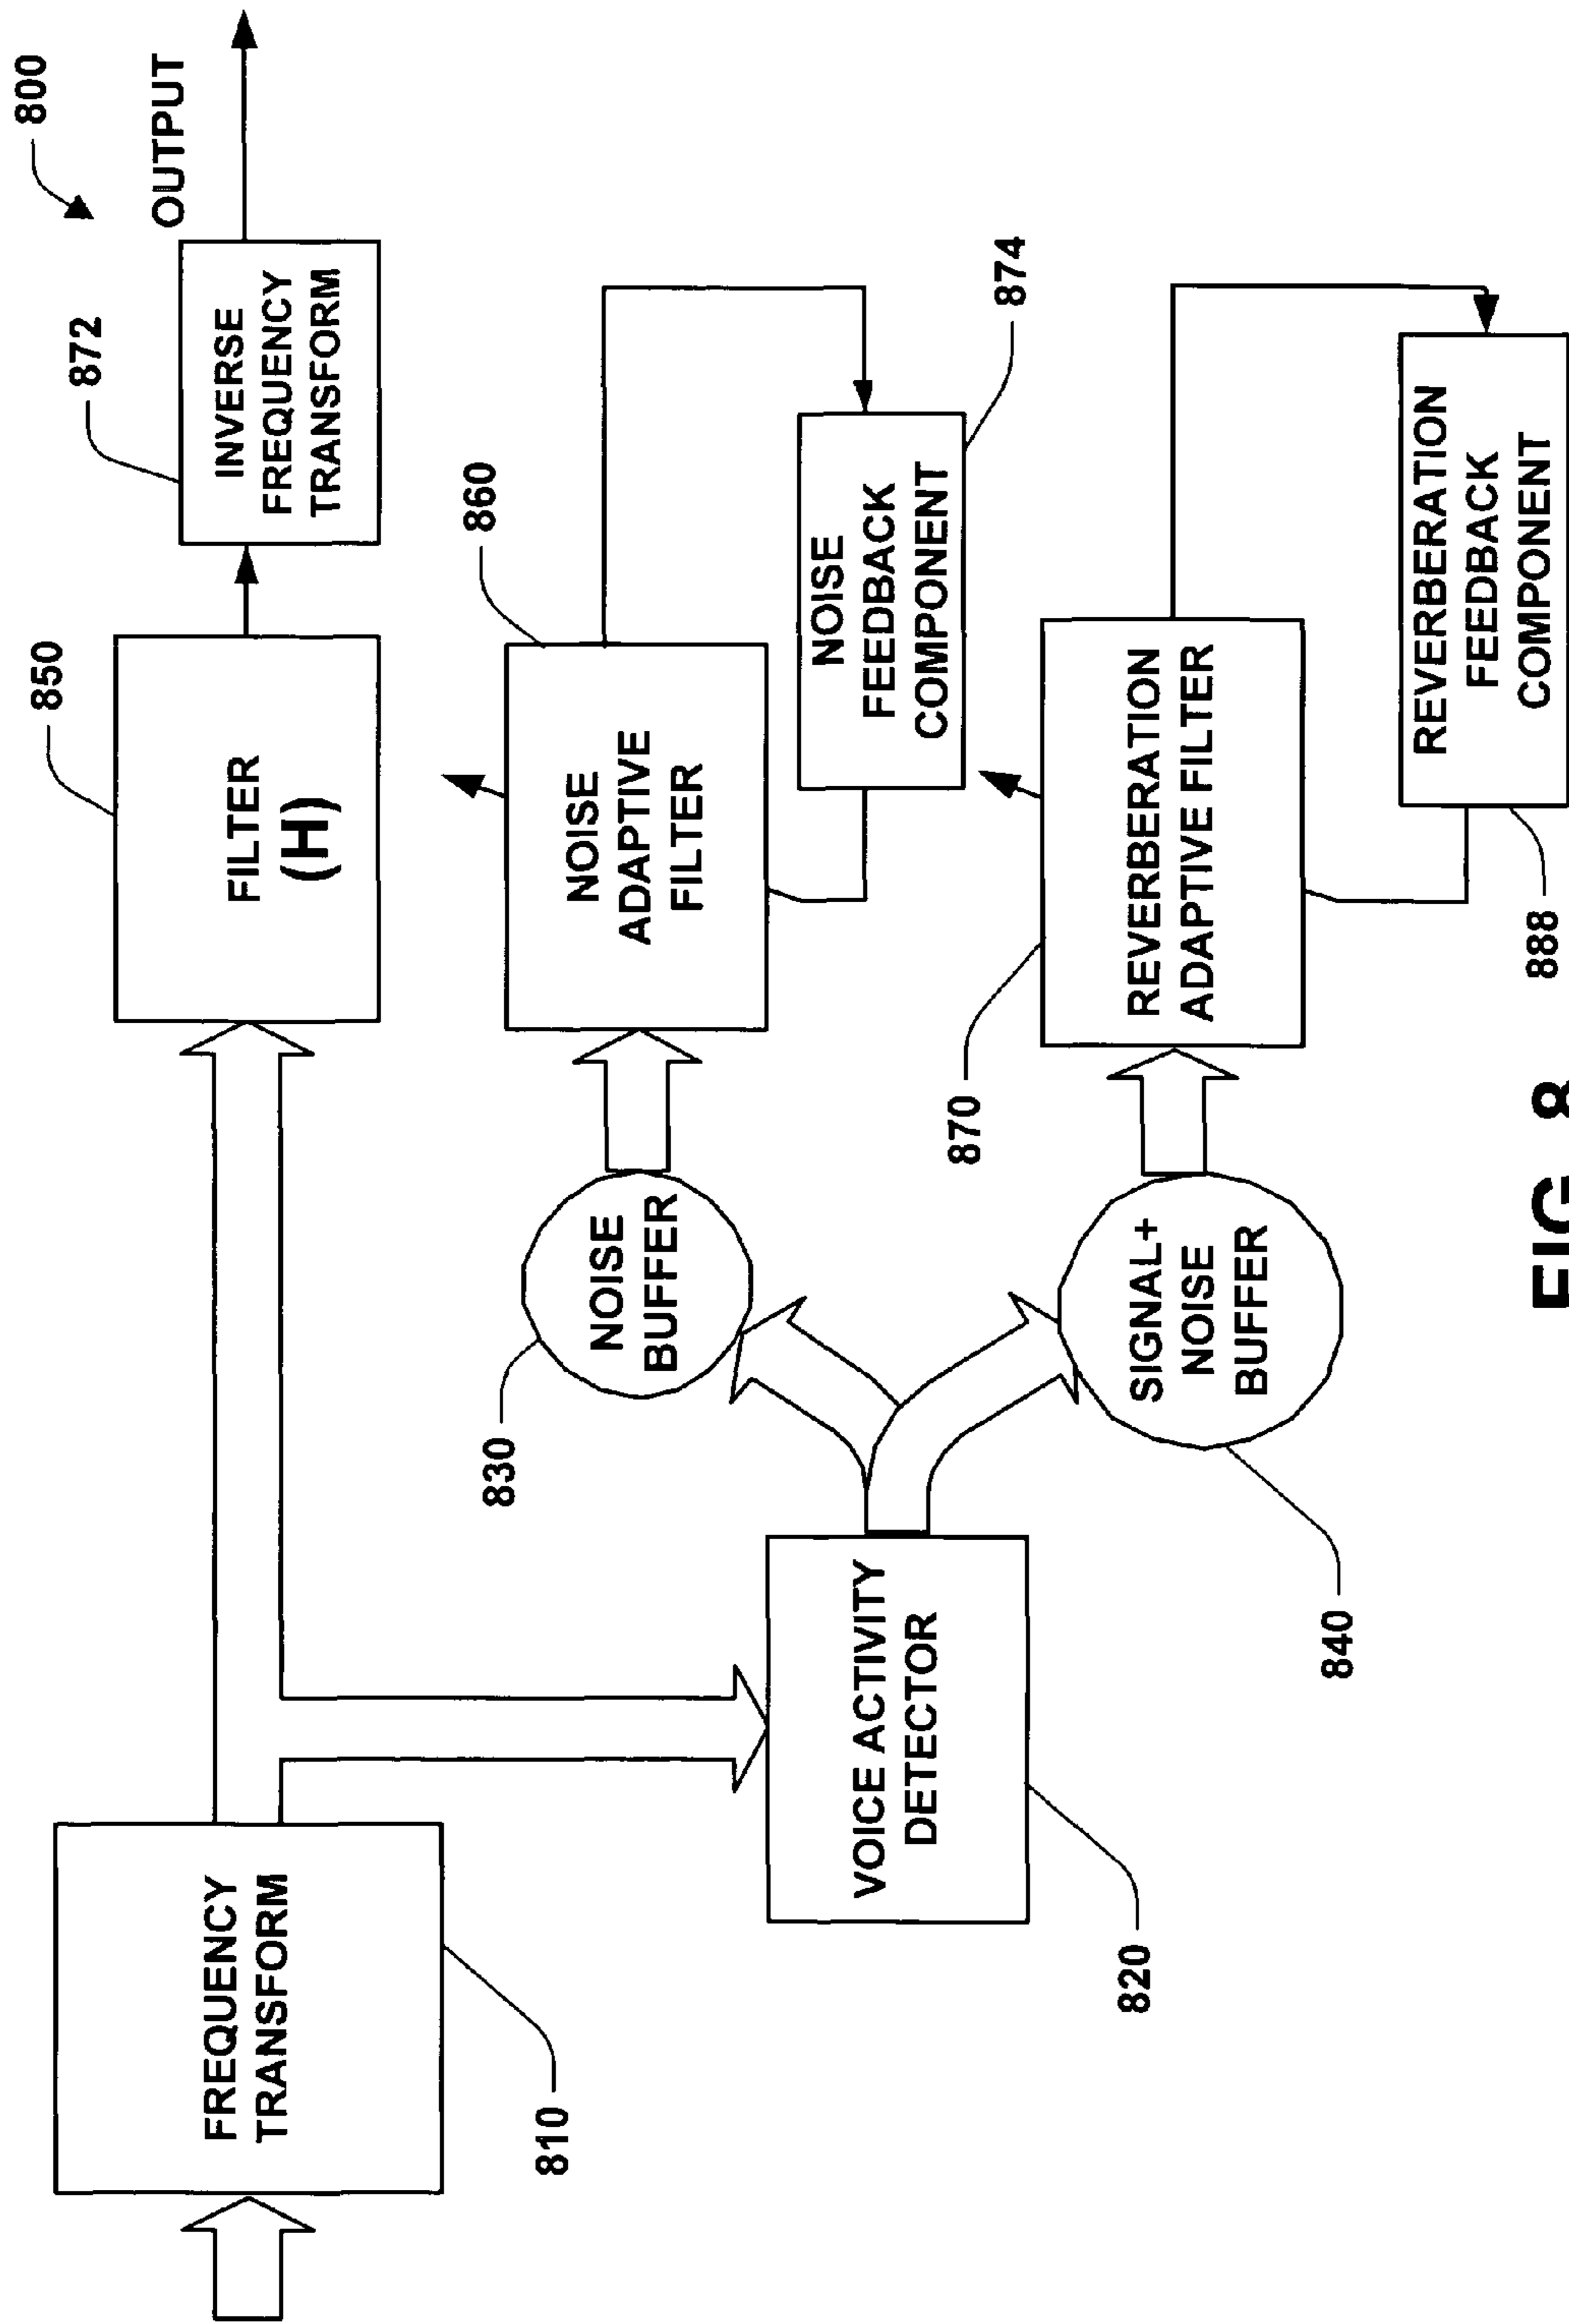 800
OUTPUT
872
INVERSE
FREQUENCY
TRANSFORM
850
FILTER
(H)
FREQUENCY
TRANSFORM
810
860
NOISE
ADAPTIVE
FILTER
NOISE
FEEDBACK
COMPONENT
874
NOISE
BUFFER
830
VOICE ACTIVITY
DETECTOR
820
SIGNAL+
NOISE
BUFFER
840
870
REVERBERATION
ADAPTIVE FILTER
REVERBERATION
FEEDBACK
COMPONENT
888
FIG. 8